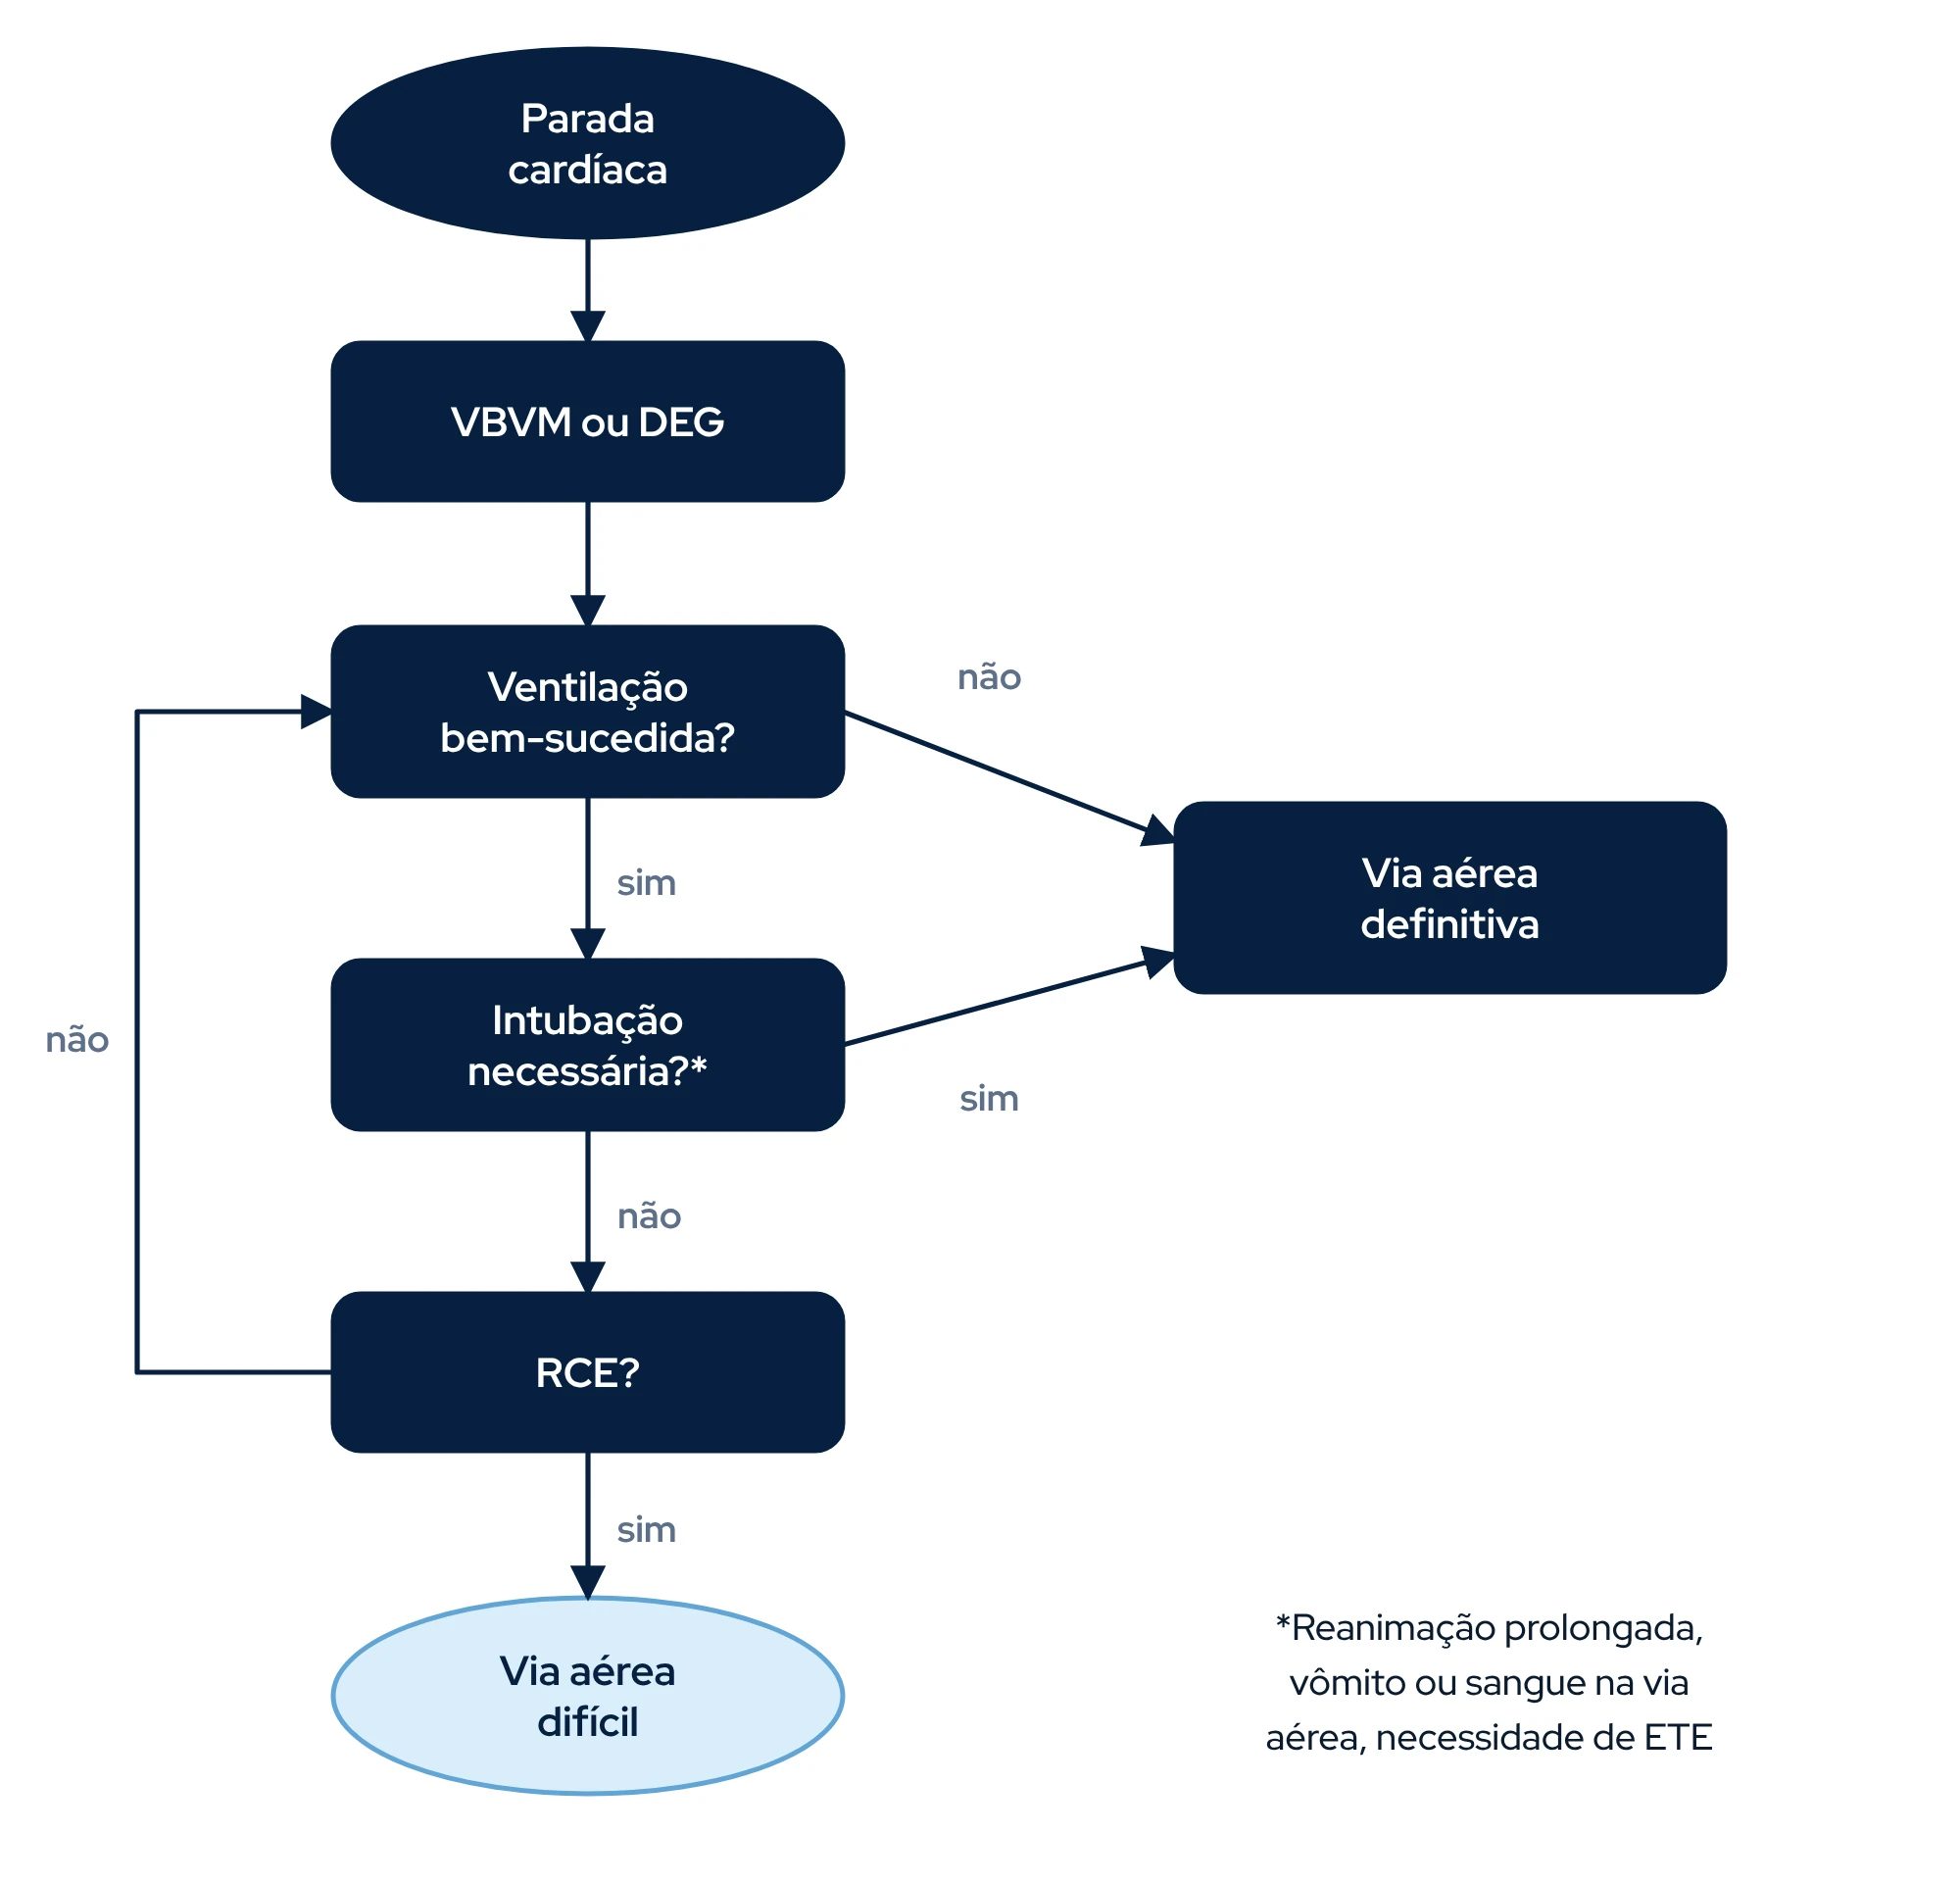 Parada
cardíaca
VBVM ou DEG
Ventilação
bem-sucedida?
não
sim
Via aérea
definitiva
Intubação
necessária?*
não
sim
não
RCE?
sim
Via aérea
difícil
*Reanimação prolongada,
vômito ou sangue na via
aérea, necessidade de ETE